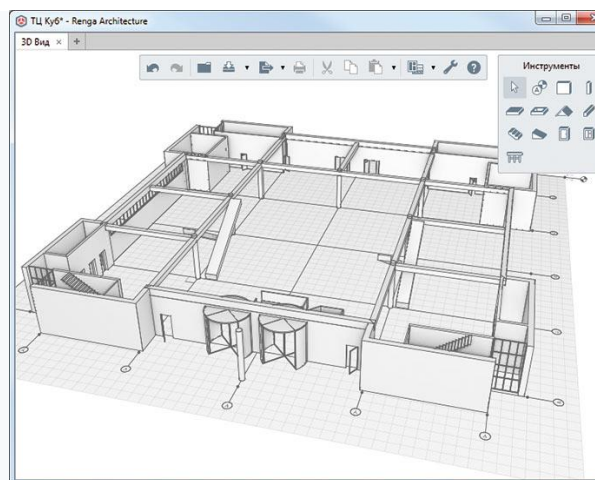 ТЦ Куб* - Renga Architecture
3D Вид × +
Инструменты